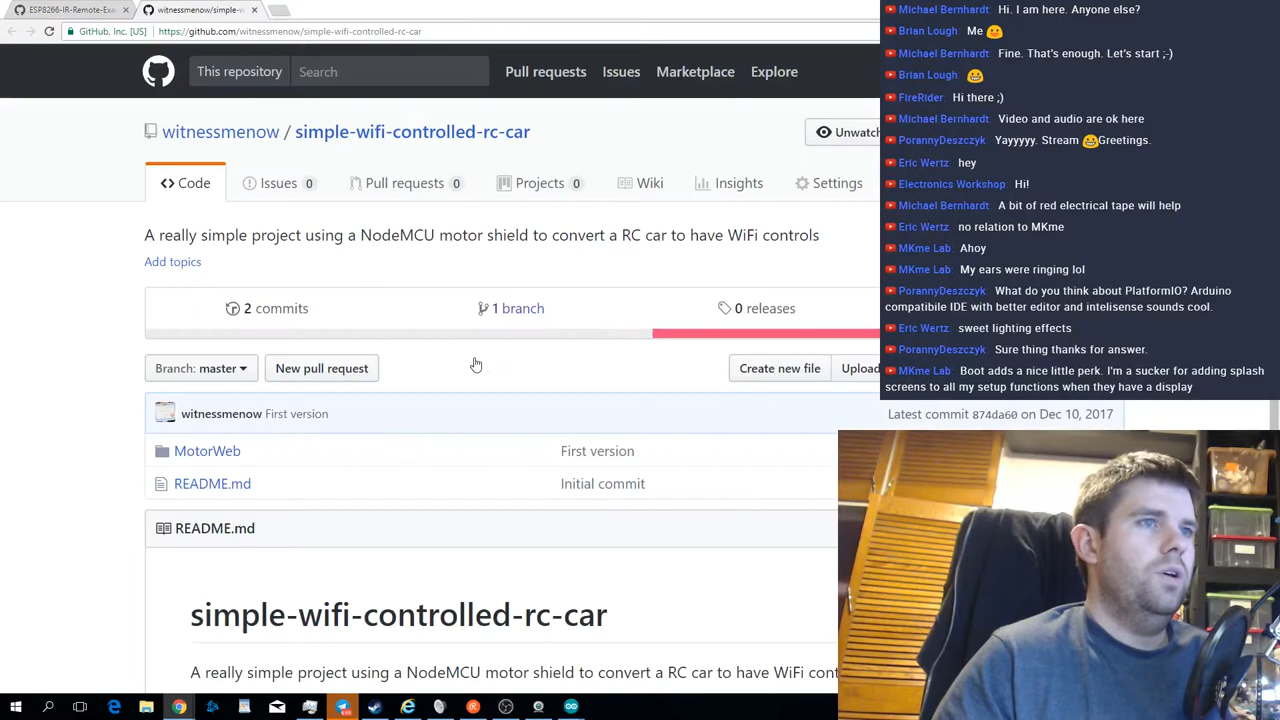 ESP8266-IR-Remote-Exa
witnessmenow/simple-w
GitHub, Inc. [US]
https://github.com/witnessmenow/simple-wifi-controlled-rc-car
This repository
Search
Pull requests
Issues
Marketplace
Explore
witnessmenow / simple-wifi-controlled-rc-car
Unwatch
Code
Issues 0
Pull requests 0
Projects 0
Wiki
Insights
Settings
A really simple project using a NodeMCU motor shield to convert a RC car to have WiFi controls
Add topics
2 commits
1 branch
0 releases
Branch: master
New pull request
Create new file
Upload
witnessmenow First version
Latest commit 874da60 on Dec 10, 2017
MotorWeb
First version
README.md
Initial commit
README.md
simple-wifi-controlled-rc-car
A really simple project using a NodeMCU motor shield to convert a RC car to have WiFi cont
Michael Bernhardt: Hi. I am here. Anyone else?
Brian Lough: Me
Michael Bernhardt: Fine. That's enough. Let's start ;-)
Brian Lough:
FireRider: Hi there ;)
Michael Bernhardt: Video and audio are ok here
PorannyDeszczyk: Yayyyyy. Stream Greetings.
Eric Wertz: hey
Electronics Workshop: Hi!
Michael Bernhardt: A bit of red electrical tape will help
Eric Wertz: no relation to MKme
MKme Lab: Ahoy
MKme Lab: My ears were ringing lol
PorannyDeszczyk: What do you think about PlatformIO? Arduino
compatibile IDE with better editor and intelisense sounds cool.
Eric Wertz: sweet lighting effects
PorannyDeszczyk: Sure thing thanks for answer.
MKme Lab: Boot adds a nice little perk. I'm a sucker for adding splash
screens to all my setup functions when they have a display